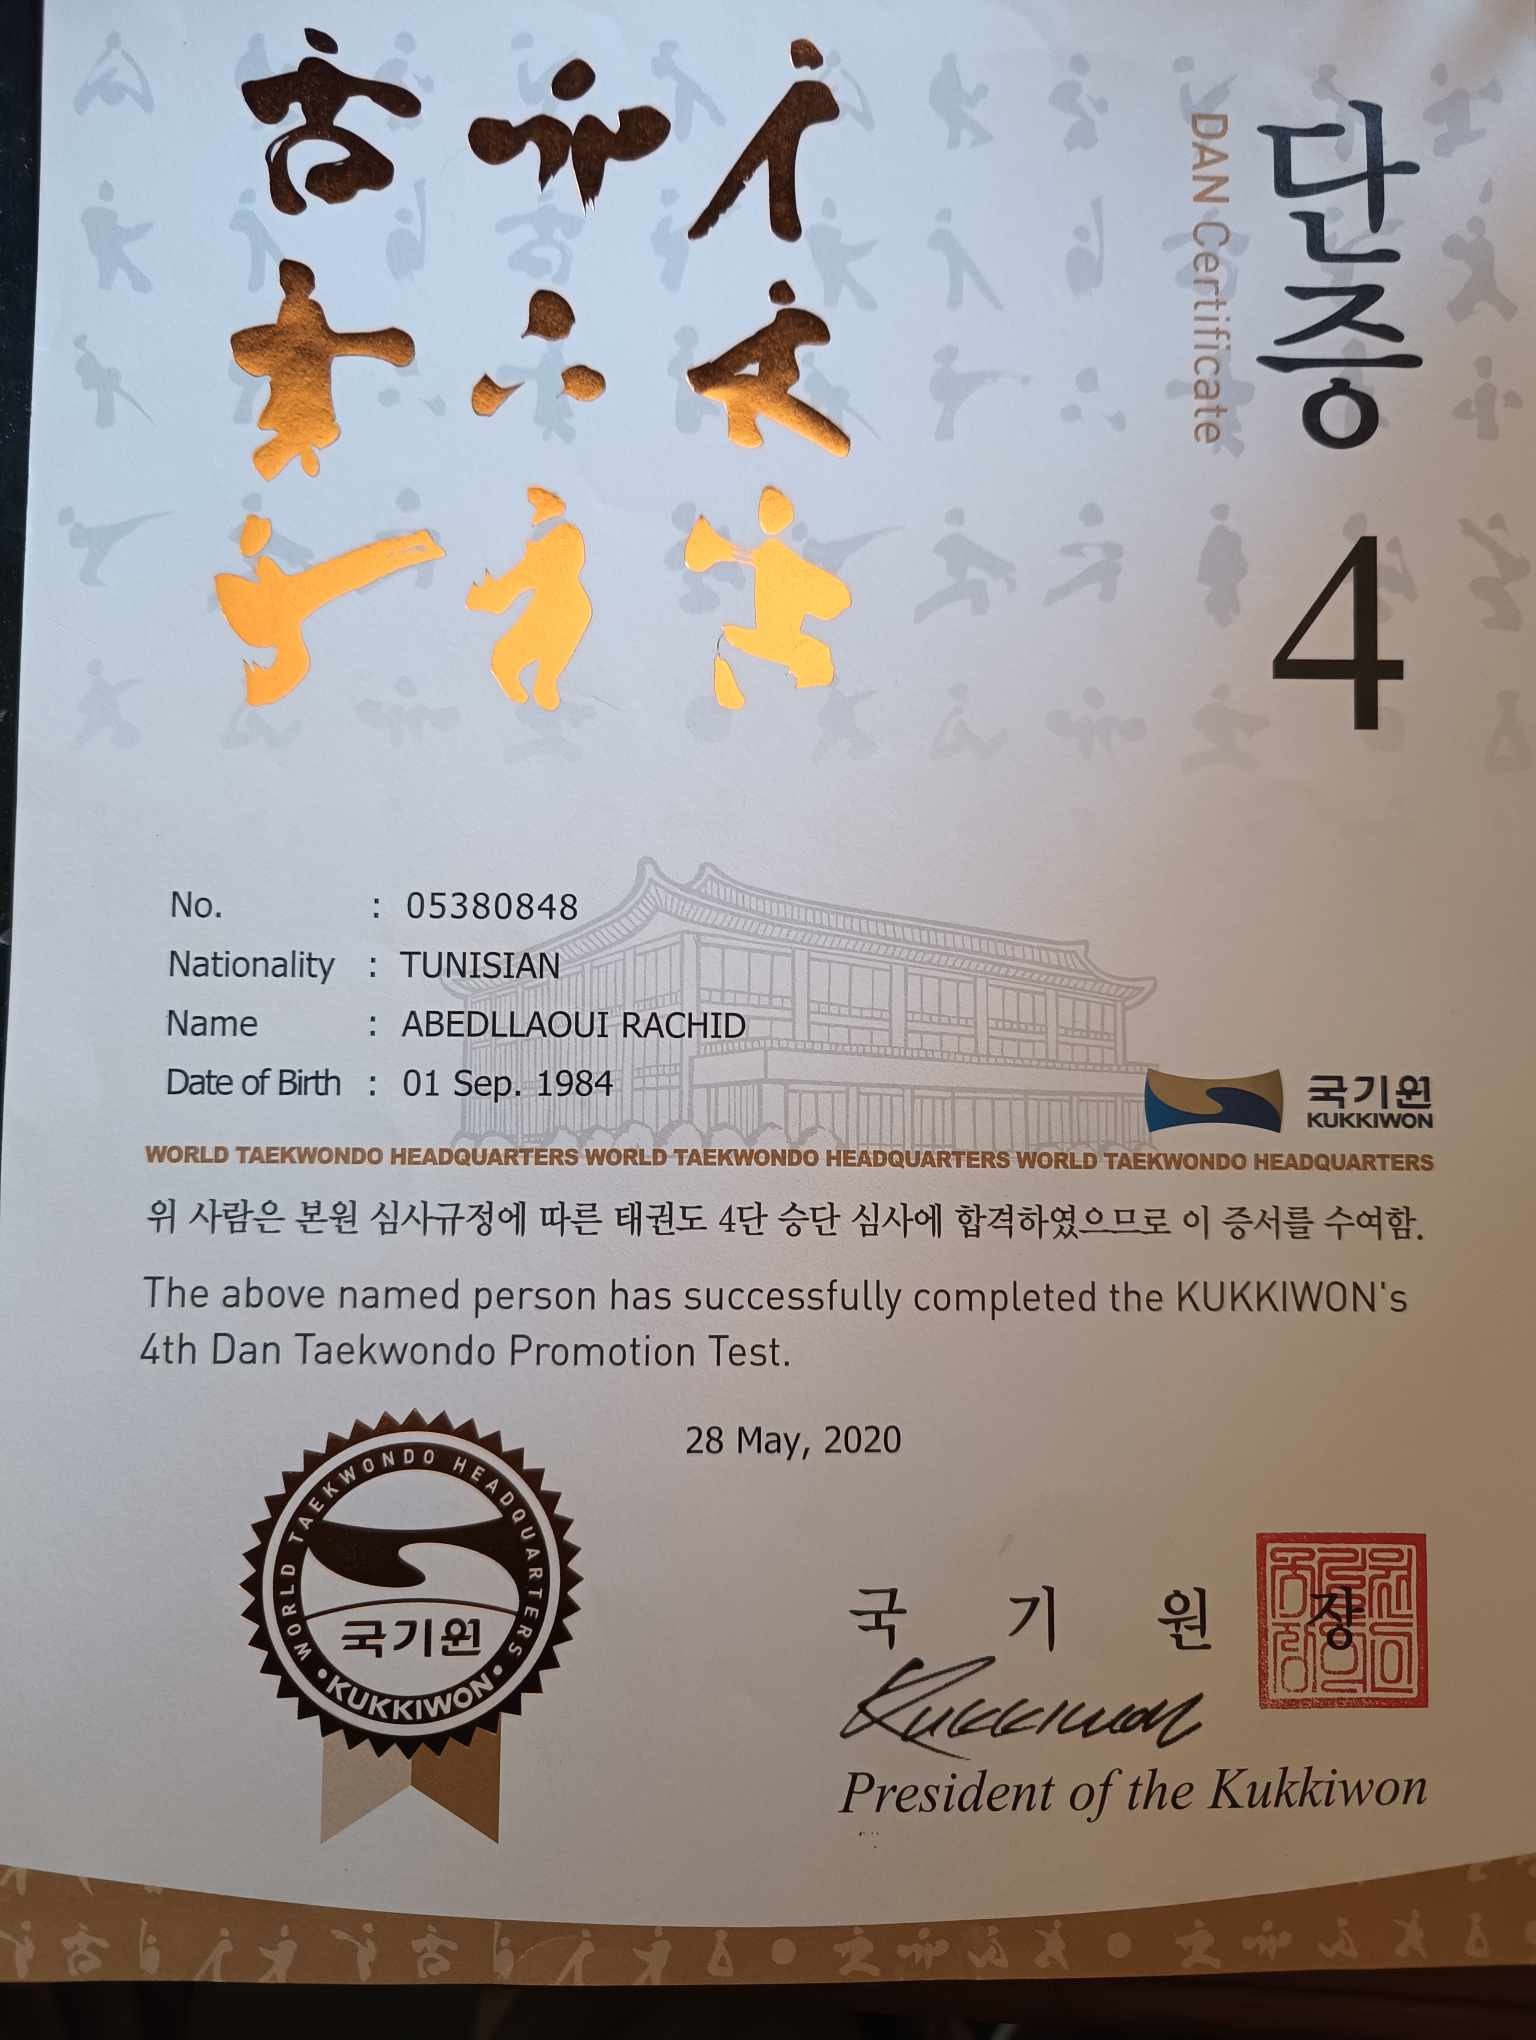 단증 4
DAN Certificate
No. : 05380848
Nationality : TUNISIAN
Name : ABEDLLAOUI RACHID
Date of Birth : 01 Sep. 1984
국기원
KUKKIWON
WORLD TAEKWONDO HEADQUARTERS WORLD TAEKWONDO HEADQUARTERS WORLD TAEKWONDO HEADQUARTERS
위 사람은 본원 심사규정에 따른 태권도 4단 승단 심사에 합격하였으므로 이 증서를 수여함.
The above named person has successfully completed the KUKKIWON's
4th Dan Taekwondo Promotion Test.
28 May, 2020
WORLD TAEKWONDO HEADQUARTERS
국기원
• KUKKIWON •
국 기 원 장
Kukkiwon
President of the Kukkiwon